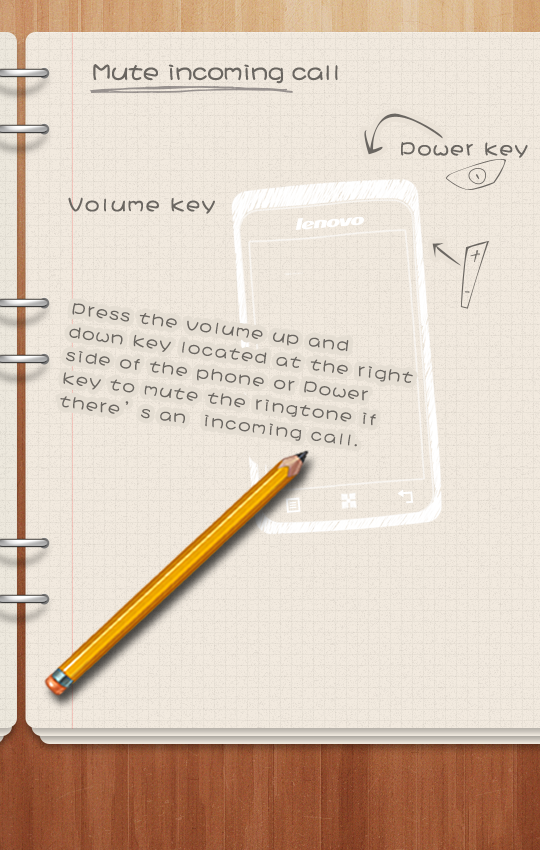 Mute incoming call
Power key
Volume key
lenovo
+
-
Press the volume up and
down key located at the right
side of the phone or Power
key to mute the ringtone if
there's an incoming call.